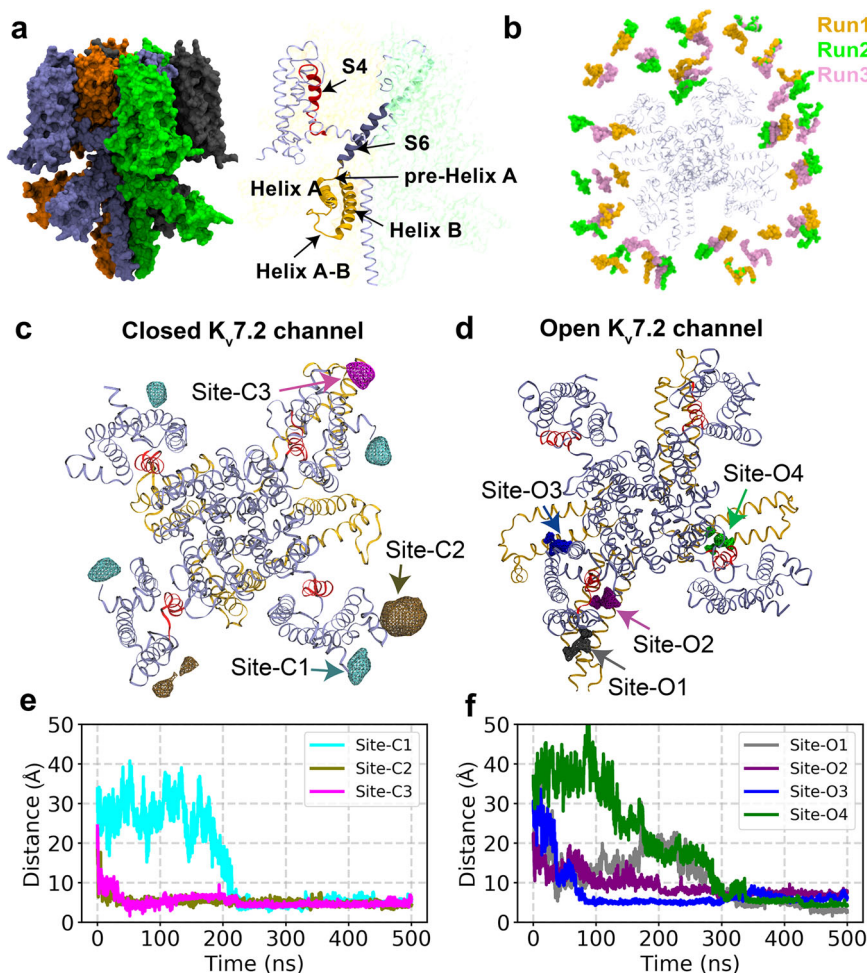 a
S4
S6
pre-Helix A
Helix A
Helix B
Helix A-B
b
Run1
Run2
Run3
c
Closed Kv7.2 channel
Site-C3
Site-C2
Site-C1
d
Open Kv7.2 channel
Site-O3
Site-O4
Site-O2
Site-O1
e
50
40
30
20
10
0
Distance (Å)
0 100 200 300 400 500
Time (ns)
Site-C1
Site-C2
Site-C3
f
50
40
30
20
10
0
Distance (Å)
0 100 200 300 400 500
Time (ns)
Site-O1
Site-O2
Site-O3
Site-O4